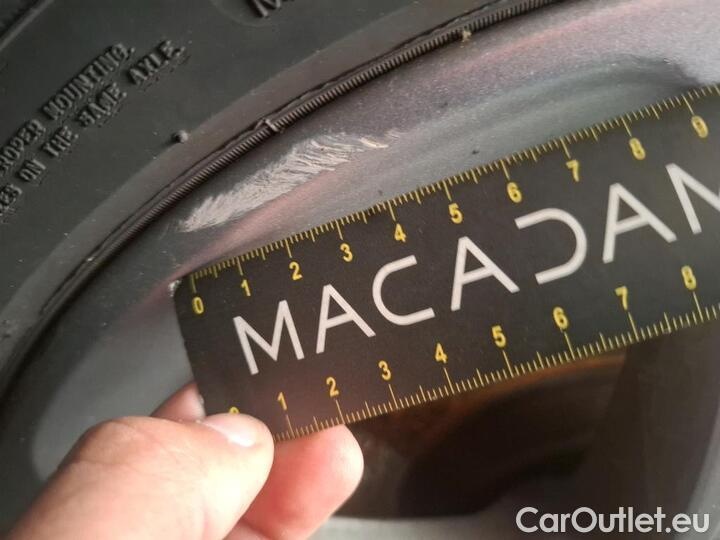 ROPER MOUNTING.
ON THE SAME AXLE.
0 1 2 3 4 5 6 7 8 9
MACADAM
0 1 2 3 4 5 6 7 8
CarOutlet.eu